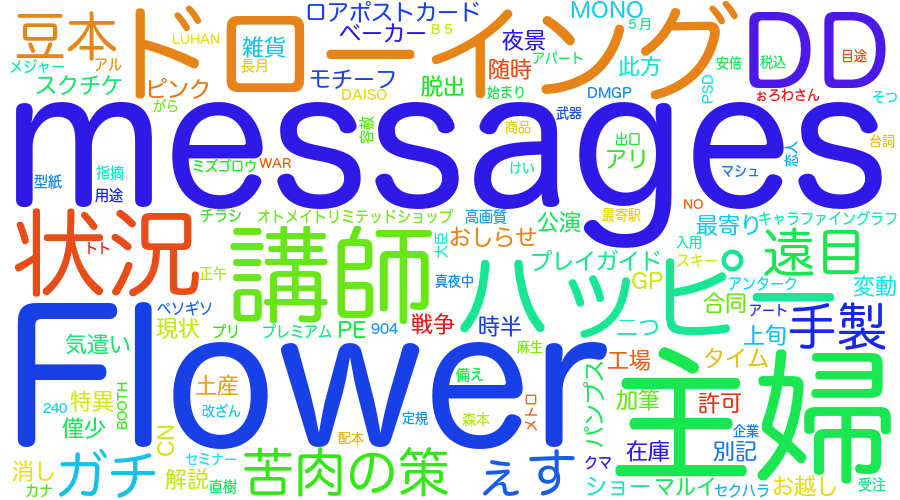 ロアポストカード
MONO
豆本
ドローイング
DD
LUHAN
ベーカー
B5
5月
雑貨
夜景
アパート
安倍
税込
目途
メジャー
アル
長月
モチーフ
随時
此方
スクチケ
ピンク
脱出
始まり
DMGP
PSD
ぉろわさん
そつ
がら
DAISO
武器
messages
容赦
商品
出口
台詞
ミズゴロウ
WAR
アリ
恋人
型紙
指摘
けい
マシュ
用途
NO
チラシ
オトメイトリミテッドショップ
高画質
公演
最寄駅
最寄り
キャラファイングラフ
状況
トト
講師
大臣
おしらせ
入用
遠目
正午
真夜中
ハッピー
プレイガイド
GP
スキー
アンターク
変動
ペソギソ
合同
アート
手製
現状
プリ
プレミアム
PE
904
戦争
時半
二つ
上旬
気遣い
麻生
Flower
工場
タイム
主婦
土産
備え
パンプス
特異
BOOTH
加筆
許可
240
改ざん
定規
森本
メトロ
僅少
CN
配本
企業
在庫
別記
消し
ガチ
セミナー
苦肉の策
ぇす
クマ
カナ
解説
直樹
ショー
マルイ
セクハラ
お越し
受注